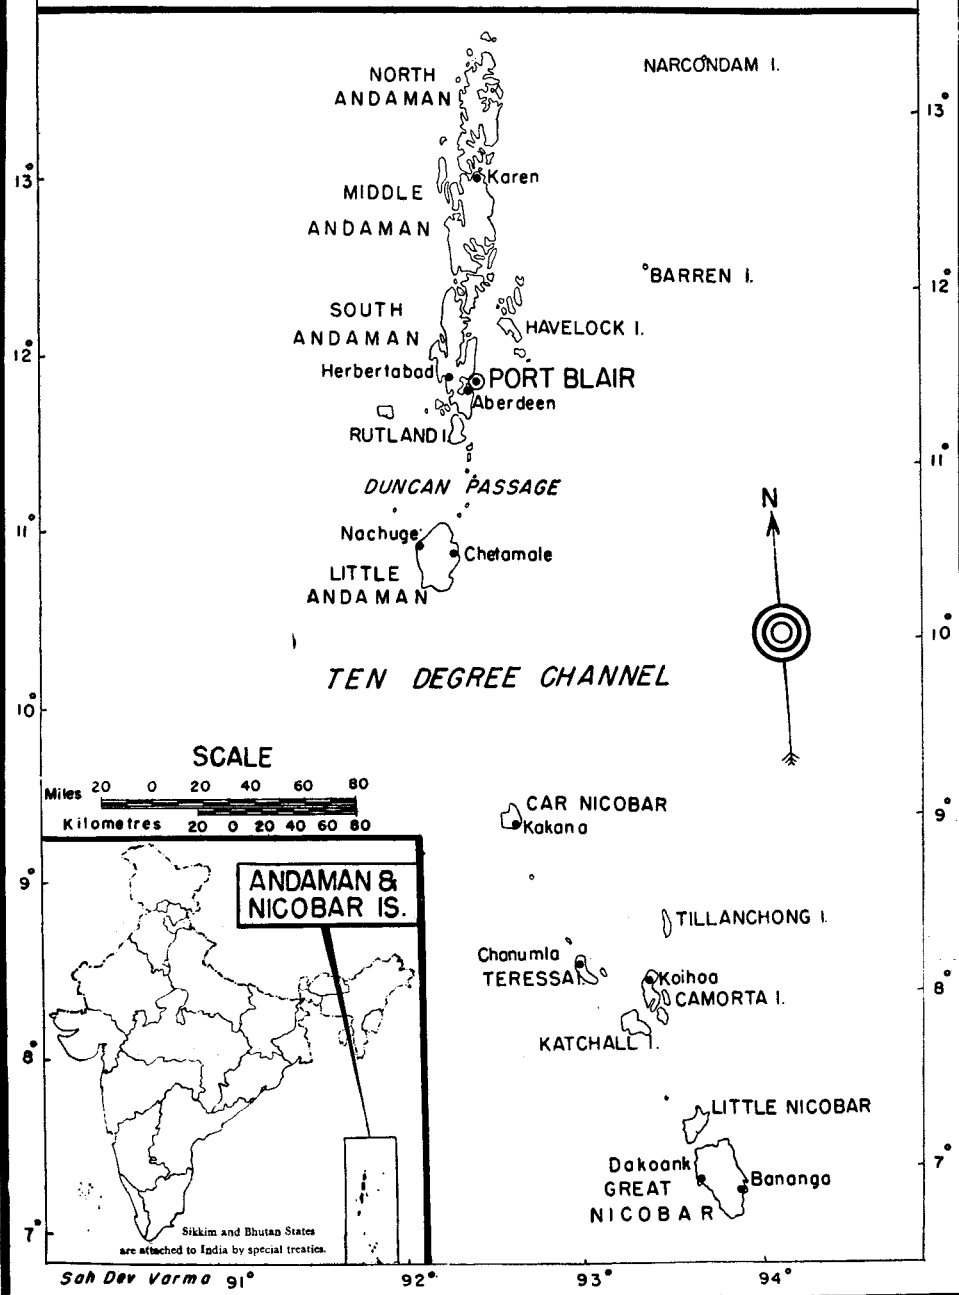 NORTH
ANDAMAN
NARCONDAM I.
13°
13°
Karen
MIDDLE
ANDAMAN
BARREN I.
12°
SOUTH
ANDAMAN
HAVELOCK I.
12°
Herbertabad
PORT BLAIR
Aberdeen
RUTLAND I.
11°
DUNCAN PASSAGE
N
11°
Nachuge
Chetamale
LITTLE
ANDAMAN
10°
TEN DEGREE CHANNEL
10°
SCALE
Miles 20 0 20 40 60 80
Kilometres 20 0 20 40 60 80
CAR NICOBAR
Kakana
9°
9°
ANDAMAN &
NICOBAR IS.
TILLANCHONG I.
Chanumla
TERESSA I.
Koihoa
CAMORTA I.
8°
KATCHALL I.
8°
LITTLE NICOBAR
Dakoank
GREAT
NICOBAR
Bananga
7°
7°
Sikkim and Bhutan States
are attached to India by special treaties.
Sah Dev Varma
91° 92° 93° 94°